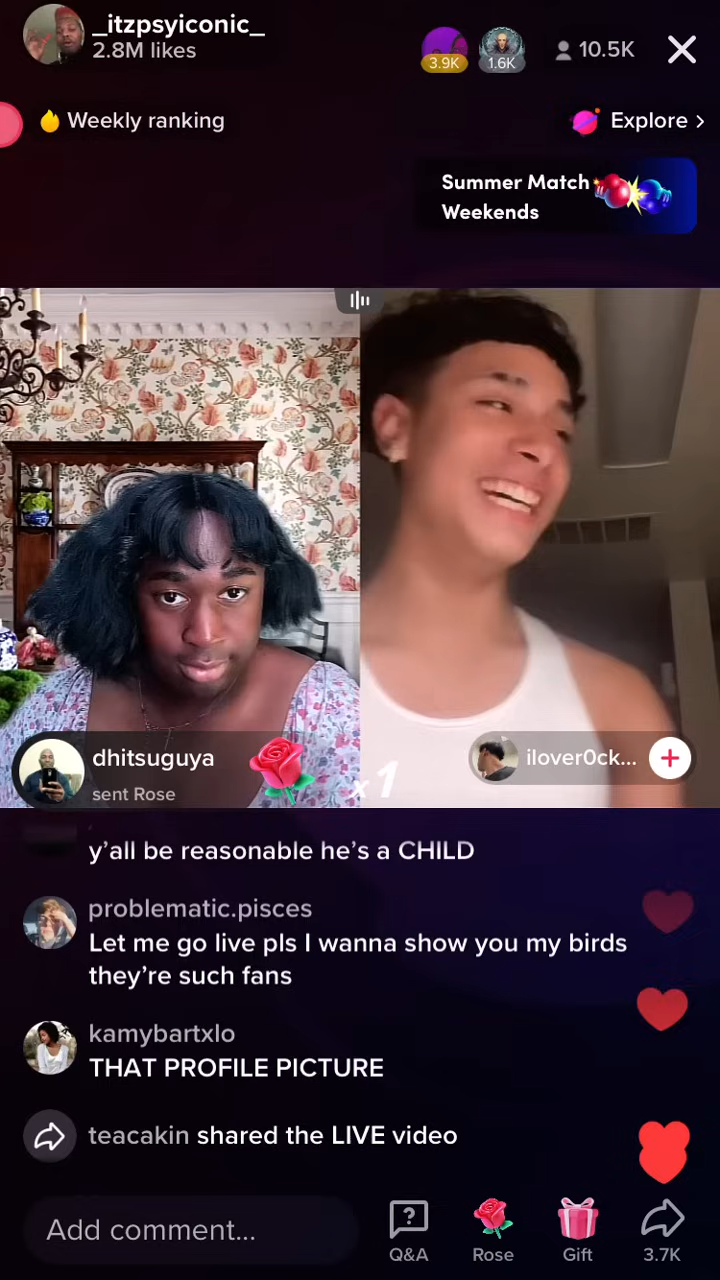 _itzpsyiconic_
2.8M likes
3.9K
1.6K
10.5K
Weekly ranking
Explore
Summer Match
Weekends
dhitsuguya
sent Rose
x1
ilover0ck...
y’all be reasonable he’s a CHILD
problematic.pisces
Let me go live pls I wanna show you my birds
they’re such fans
kamybartxlo
THAT PROFILE PICTURE
teacakin shared the LIVE video
Add comment...
Q&A
Rose
Gift
3.7K